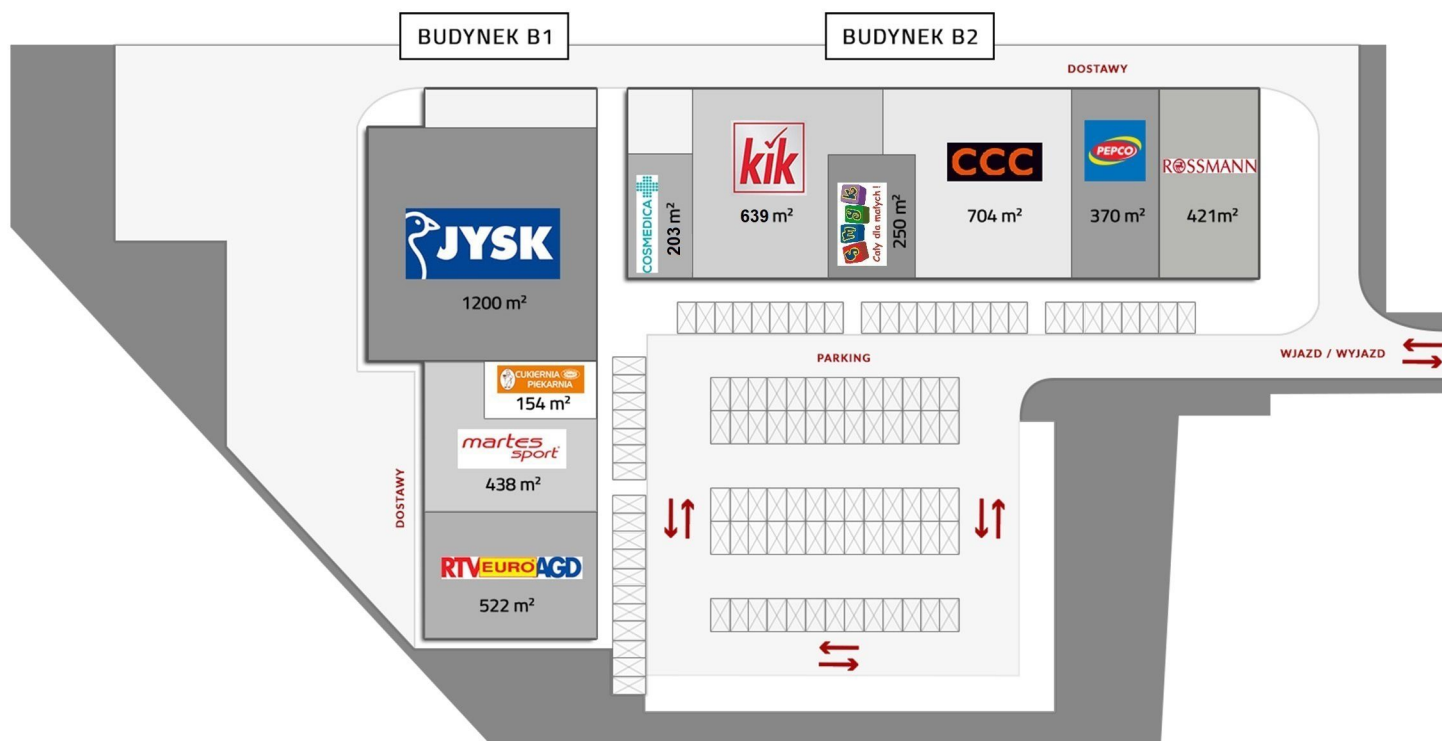 BUDYNEK B1
BUDYNEK B2
DOSTAWY
JYSK
1200 m²
CUKIERNIA PIEKARNIA
154 m²
martes sport
438 m²
DOSTAWY
RTV EURO AGD
522 m²
COSMEDICA
203 m²
kik
639 m²
smyk
Cały dla małych!
250 m²
CCC
704 m²
PEPCO
370 m²
ROSSMANN
421m²
PARKING
WJAZD / WYJAZD